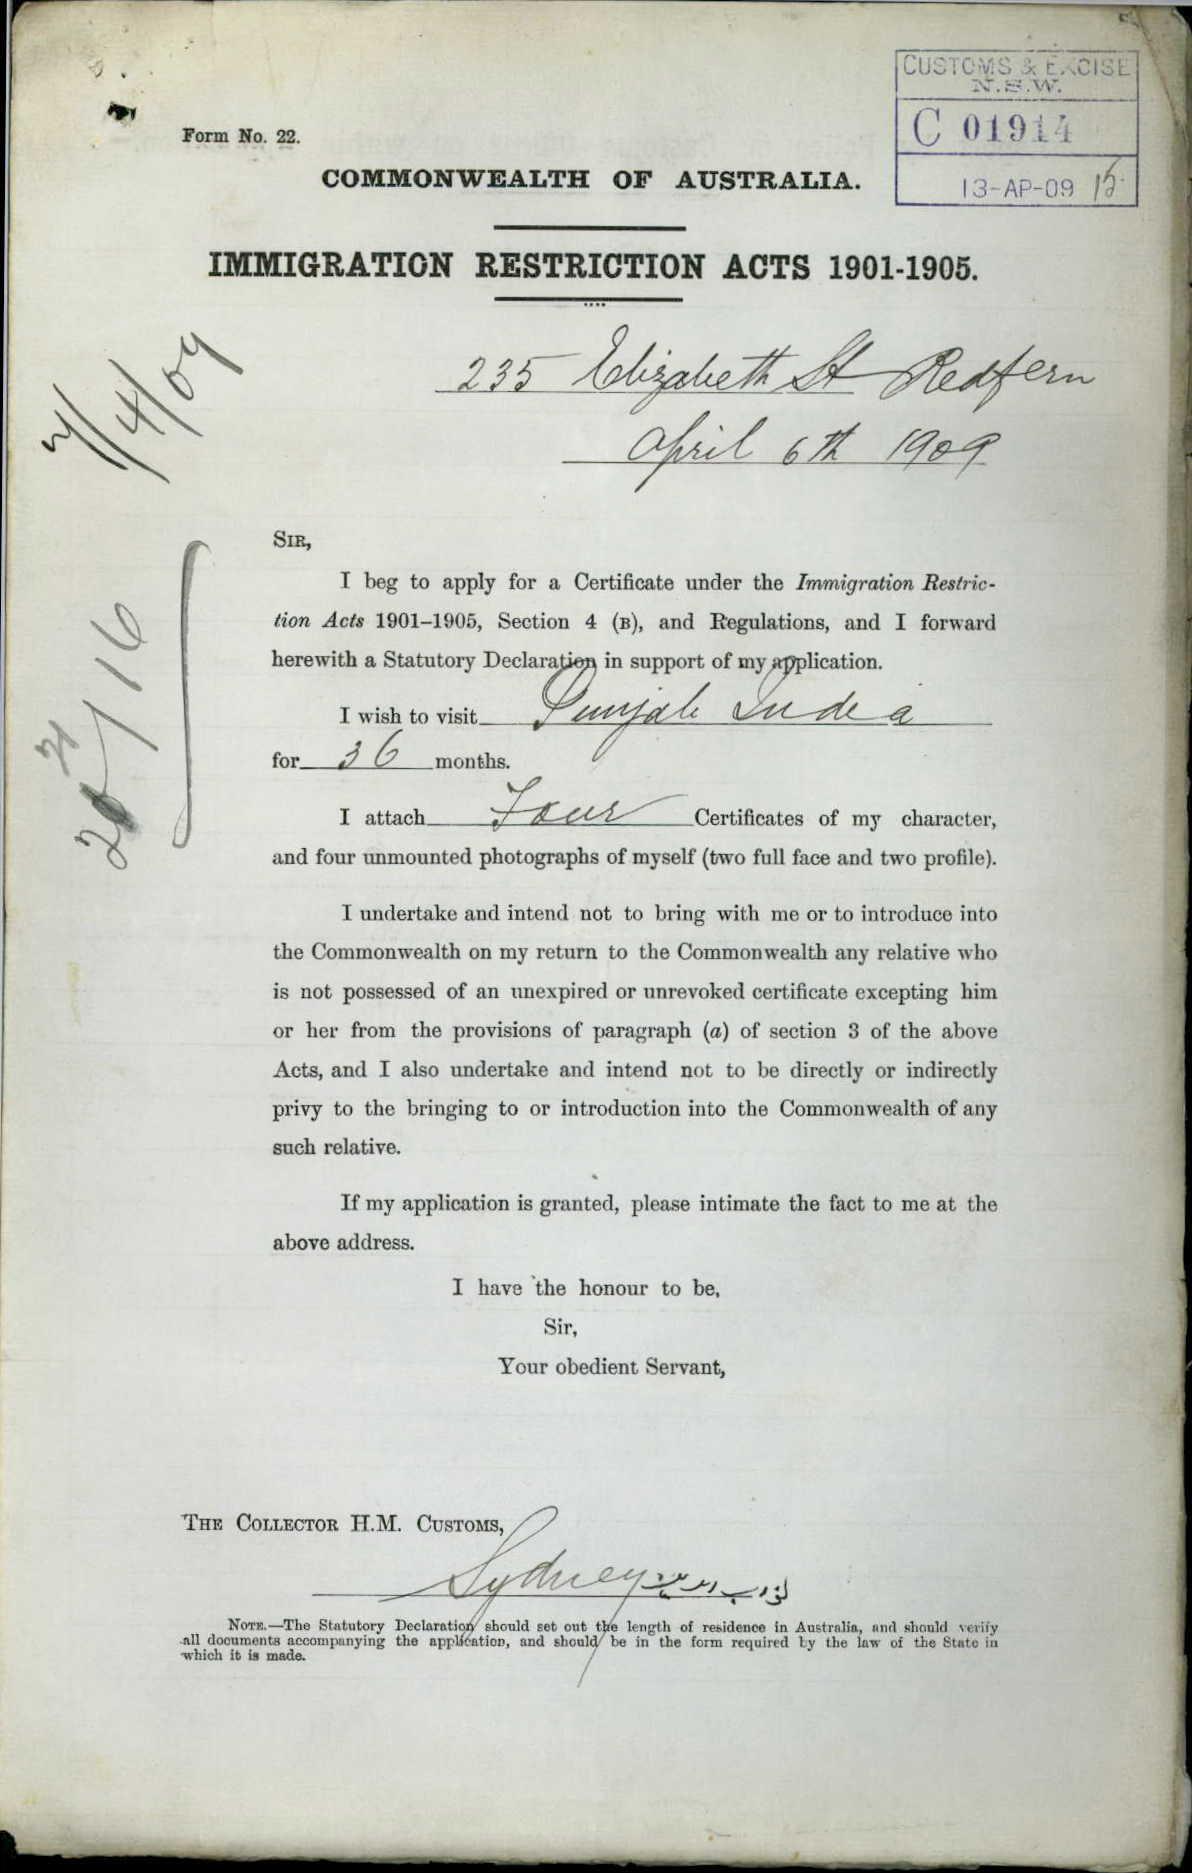 CUSTOMS & EXCISE
N.S.W.
C 01914
13-AP-09 15
Form No. 22.
COMMONWEALTH OF AUSTRALIA.
IMMIGRATION RESTRICTION ACTS 1901-1905.
235 Elizabeth St Redfern
April 6th 1909
/4/09
SIR,
I beg to apply for a Certificate under the Immigration Restric-
tion Acts 1901–1905, Section 4 (B), and Regulations, and I forward
herewith a Statutory Declaration in support of my application.
I wish to visit Punjab India
for 36 months.
I attach Four Certificates of my character,
and four unmounted photographs of myself (two full face and two profile).
I undertake and intend not to bring with me or to introduce into
the Commonwealth on my return to the Commonwealth any relative who
is not possessed of an unexpired or unrevoked certificate excepting him
or her from the provisions of paragraph (a) of section 3 of the above
Acts, and I also undertake and intend not to be directly or indirectly
privy to the bringing to or introduction into the Commonwealth of any
such relative.
If my application is granted, please intimate the fact to me at the
above address.
I have the honour to be,
Sir,
Your obedient Servant,
THE COLLECTOR H.M. CUSTOMS,
Sydney
NOTE.—The Statutory Declaration should set out the length of residence in Australia, and should verify
all documents accompanying the application, and should be in the form required by the law of the State in
which it is made.